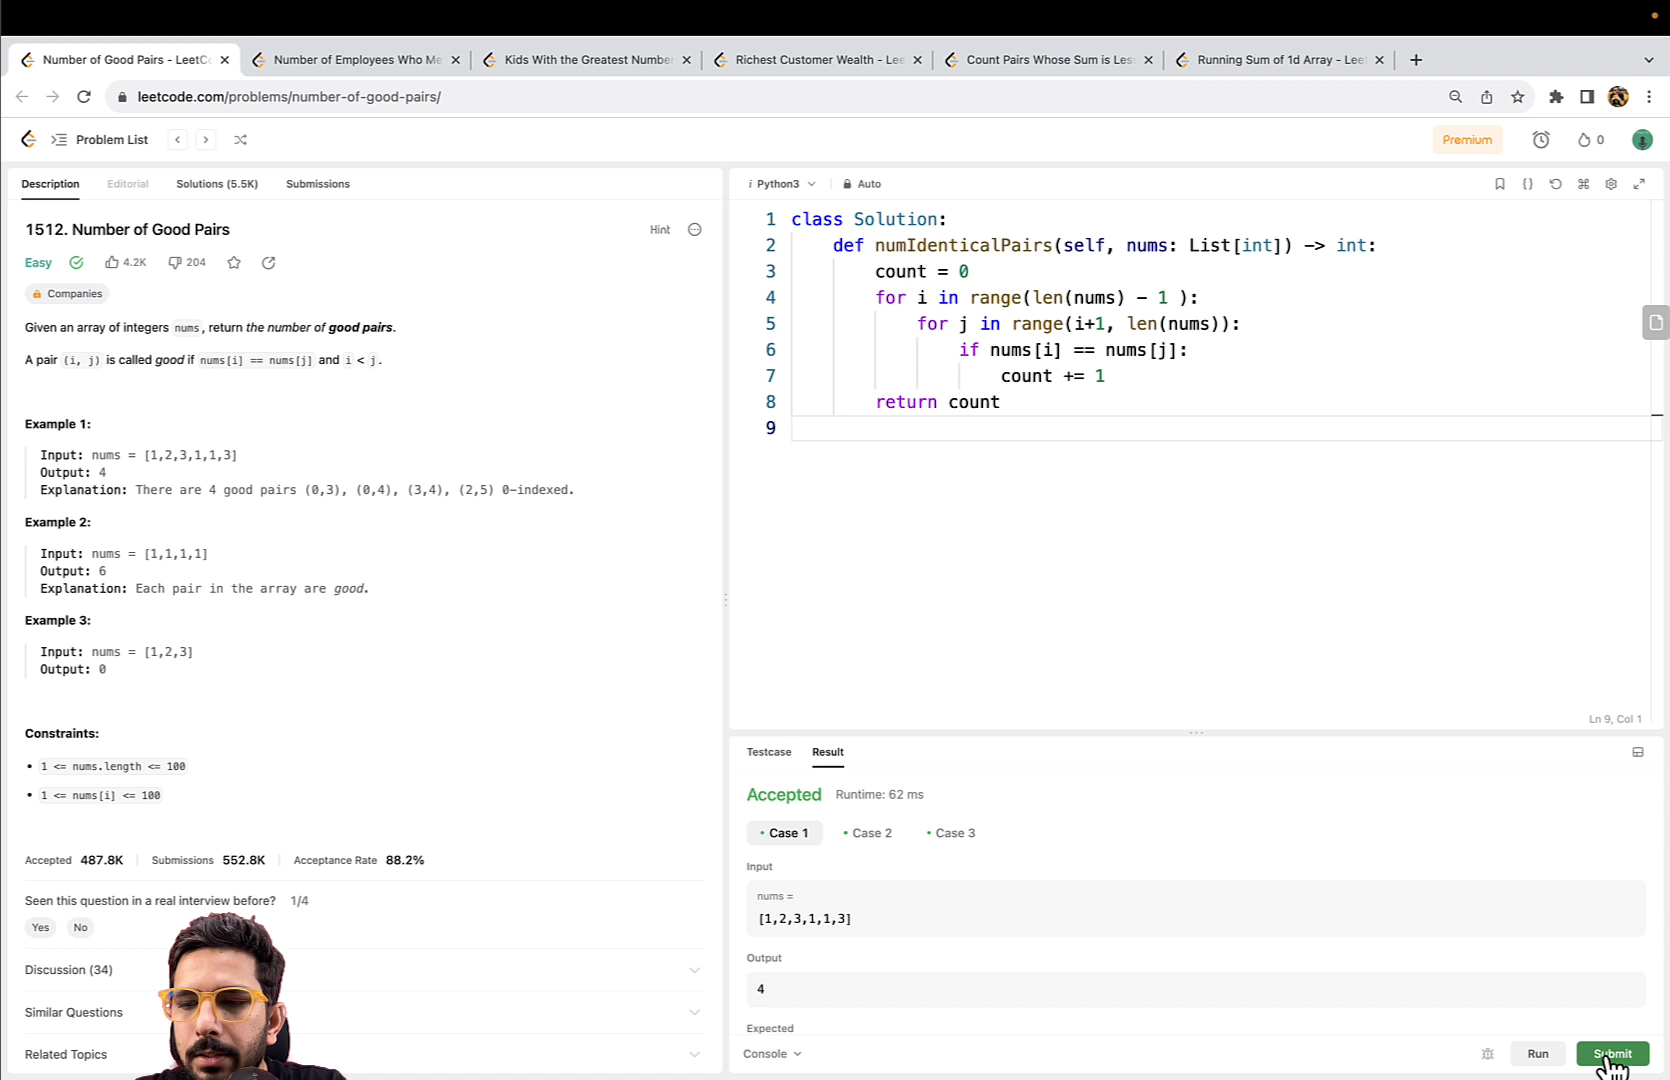 Number of Good Pairs - LeetCo
Number of Employees Who Me
Kids With the Greatest Number
Richest Customer Wealth - Lee
Count Pairs Whose Sum is Les
Running Sum of 1d Array - Leet
leetcode.com/problems/number-of-good-pairs/
Problem List
Premium
0
Description
Editorial
Solutions (5.5K)
Submissions
1512. Number of Good Pairs
Hint
Easy
4.2K
204
Companies
Given an array of integers nums, return the number of good pairs.
A pair (i, j) is called good if nums[i] == nums[j] and i < j.
Example 1:
Input: nums = [1,2,3,1,1,3]
Output: 4
Explanation: There are 4 good pairs (0,3), (0,4), (3,4), (2,5) 0-indexed.
Example 2:
Input: nums = [1,1,1,1]
Output: 6
Explanation: Each pair in the array are good.
Example 3:
Input: nums = [1,2,3]
Output: 0
Constraints:
• 1 <= nums.length <= 100
• 1 <= nums[i] <= 100
Accepted 487.8K
Submissions 552.8K
Acceptance Rate 88.2%
Seen this question in a real interview before? 1/4
Yes
No
Discussion (34)
Similar Questions
Related Topics
i Python3
Auto
1 class Solution:
2 def numIdenticalPairs(self, nums: List[int]) -> int:
3 count = 0
4 for i in range(len(nums) - 1 ):
5 for j in range(i+1, len(nums)):
6 if nums[i] == nums[j]:
7 count += 1
8 return count
9
Ln 9, Col 1
Testcase
Result
Accepted
Runtime: 62 ms
• Case 1
• Case 2
• Case 3
Input
nums =
[1,2,3,1,1,3]
Output
4
Expected
Console
Run
Submit